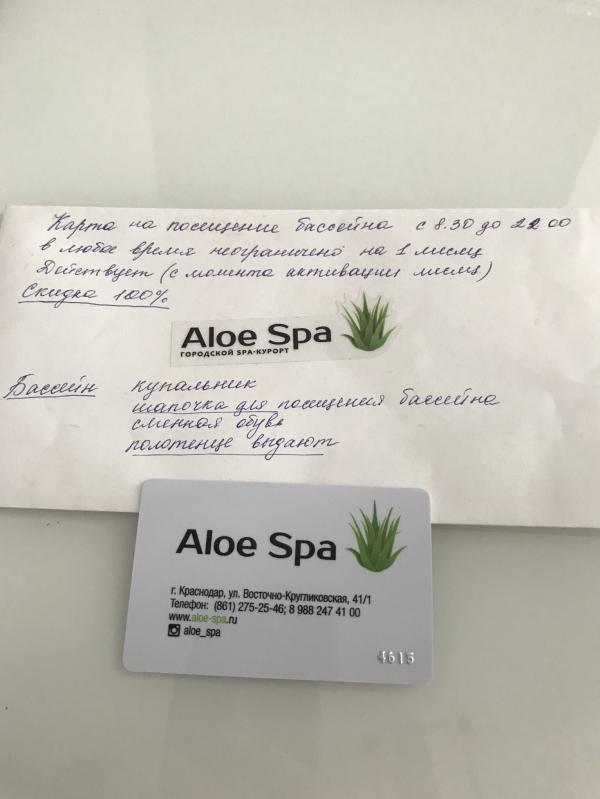 Карта на посещение бассейна с 8.30 до 22 00
в любое время неограничено на 1 месяц
Действует (с момента активации месяц)
Скидка 100%
Aloe Spa
ГОРОДСКОЙ SPA-КУРОРТ
Бассейн купальник
шапочка для посещения бассейна
сменная обувь
полотенце выдают
Aloe Spa
г. Краснодар, ул. Восточно-Кругликовская, 41/1
Телефон: (861) 275-25-46; 8 988 247 41 00
www.aloe-spa.ru
aloe_spa
4615